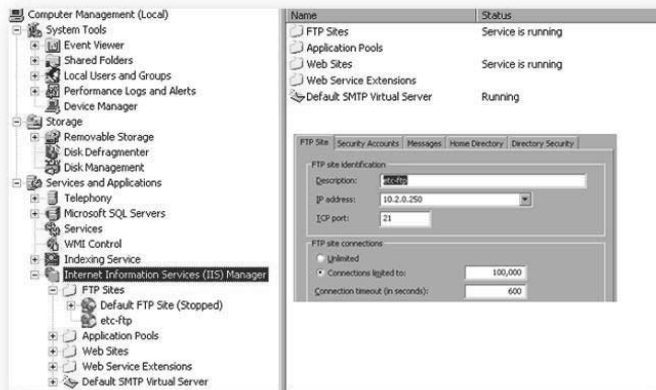 Computer Management (Local)
System Tools
Event Viewer
Shared Folders
Local Users and Groups
Performance Logs and Alerts
Device Manager
Storage
Removable Storage
Disk Defragmenter
Disk Management
Services and Applications
Telephony
Microsoft SQL Servers
Services
WMI Control
Indexing Service
Internet Information Services (IIS) Manager
FTP Sites
Default FTP Site (Stopped)
etc-ftp
Application Pools
Web Sites
Web Service Extensions
Default SMTP Virtual Server
Name Status
FTP Sites Service is running
Application Pools
Web Sites Service is running
Web Service Extensions
Default SMTP Virtual Server Running
FTP Site Security Accounts Messages Home Directory Directory Security
FTP site identification
Description: etc-ftp
IP address: 10.2.0.250
TCP port: 21
FTP site connections
Unlimited
Connections limited to: 100,000
Connection timeout (in seconds): 600